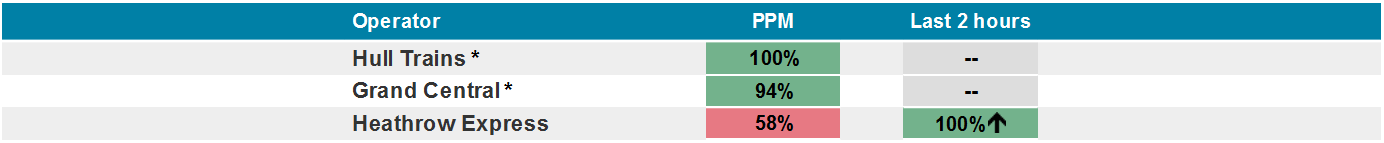 Operator PPM Last 2 hours
Hull Trains * 100% --
Grand Central * 94% --
Heathrow Express 58% 100%↑